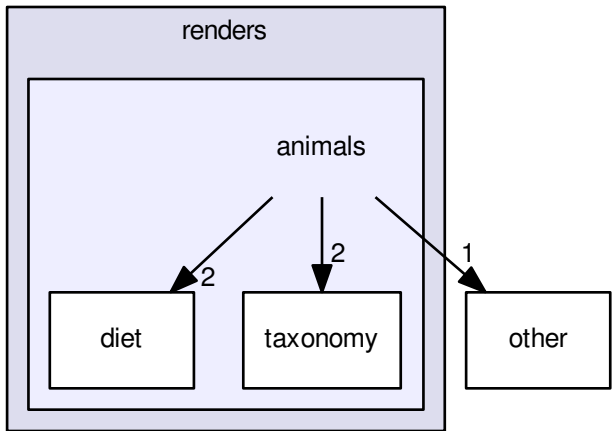 renders
animals
2
2
1
diet
taxonomy
other